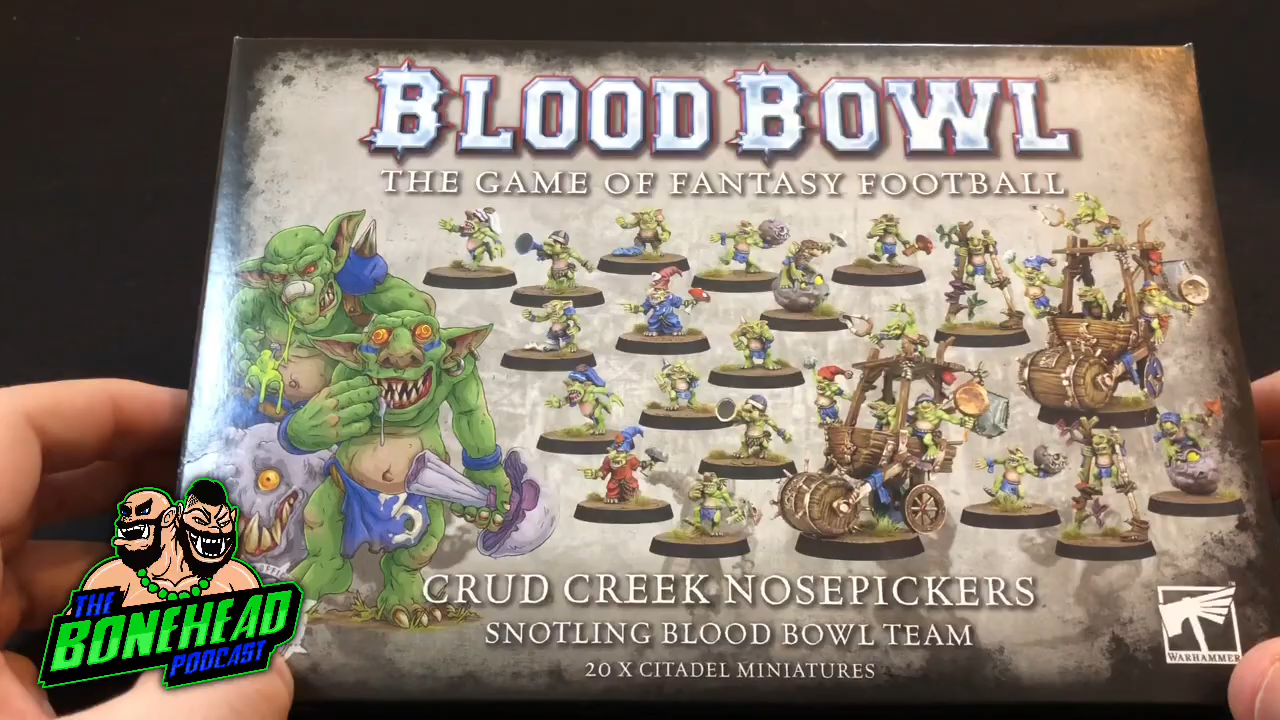 BLOOD BOWL
THE GAME OF FANTASY FOOTBALL
CRUD CREEK NOSEPICKERS
SNOTLING BLOOD BOWL TEAM
20 X CITADEL MINIATURES
WARHAMMER
THE
BONEHEAD
PODCAST